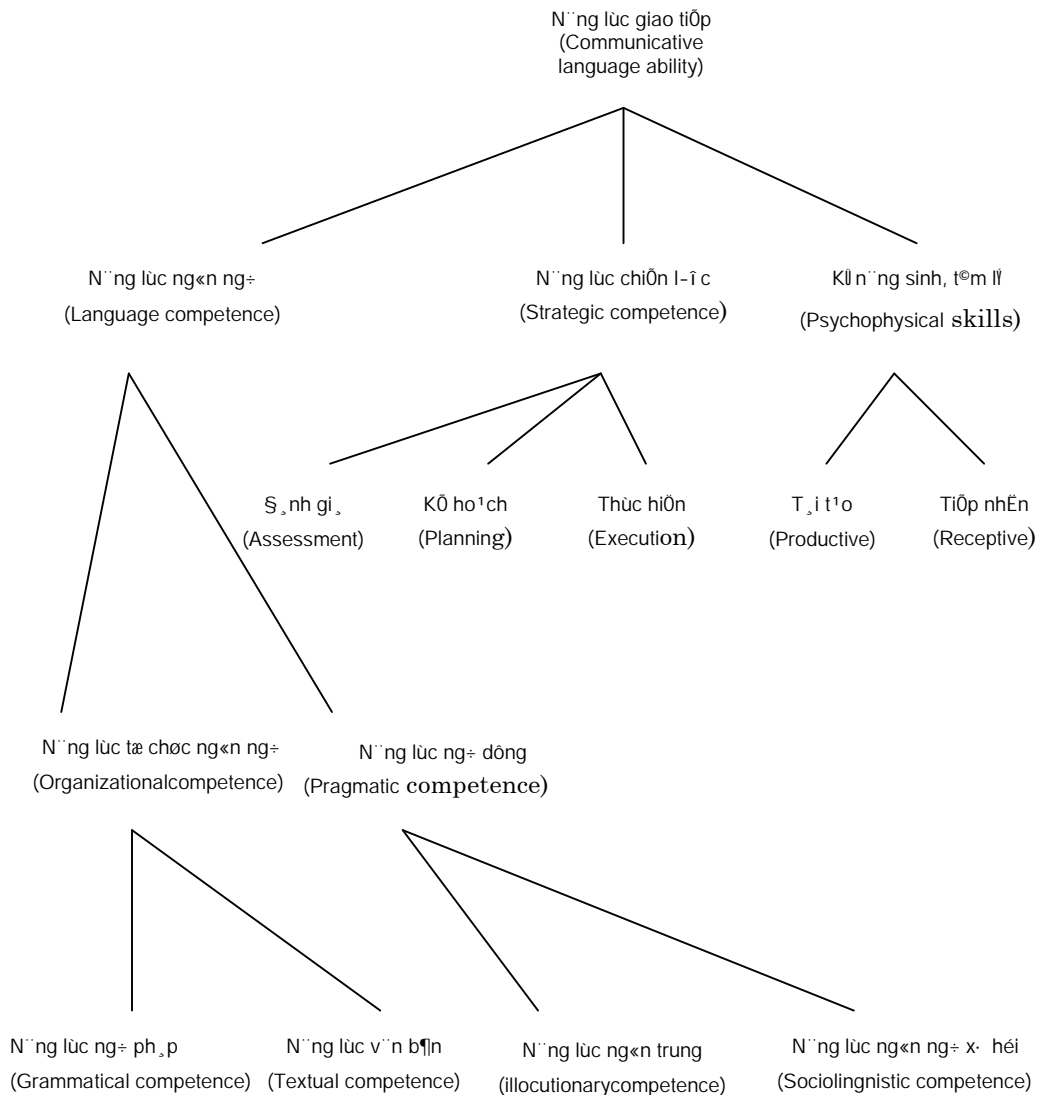 N¨ng lùc giao tiÕp
(Communicative
language ability)
N¨ng lùc ng«n ng÷
(Language competence)
N¨ng lùc chiÕn l-îc
(Strategic competence)
KÜ n¨ng sinh, t©m lÝ
(Psychophysical skills)
§¸nh gi¸
(Assessment)
KÕ ho¹ch
(Planning)
Thùc hiÖn
(Execution)
T¸i t¹o
(Productive)
TiÕp nhËn
(Receptive)
N¨ng lùc tæ chøc ng«n ng÷
(Organizationalcompetence)
N¨ng lùc ng÷ dông
(Pragmatic competence)
N¨ng lùc ng÷ ph¸p
(Grammatical competence)
N¨ng lùc v¨n b¶n
(Textual competence)
N¨ng lùc ng«n trung
(illocutionarycompetence)
N¨ng lùc ng«n ng÷ x· héi
(Sociolingnistic competence)